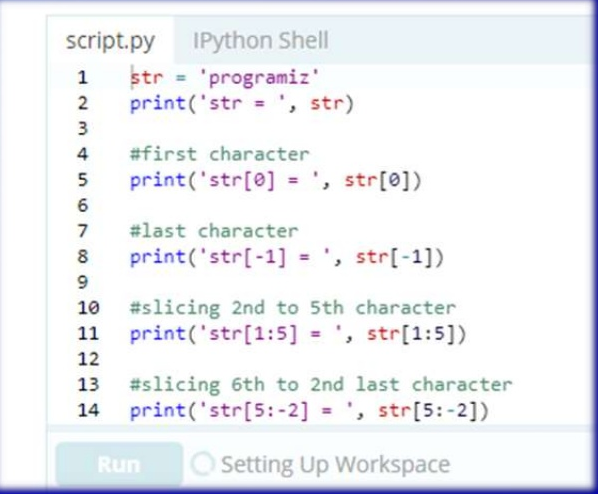 script.py IPython Shell
1 str = 'programiz'
2 print('str = ', str)
3
4 #first character
5 print('str[0] = ', str[0])
6
7 #last character
8 print('str[-1] = ', str[-1])
9
10 #slicing 2nd to 5th character
11 print('str[1:5] = ', str[1:5])
12
13 #slicing 6th to 2nd last character
14 print('str[5:-2] = ', str[5:-2])
Run Setting Up Workspace